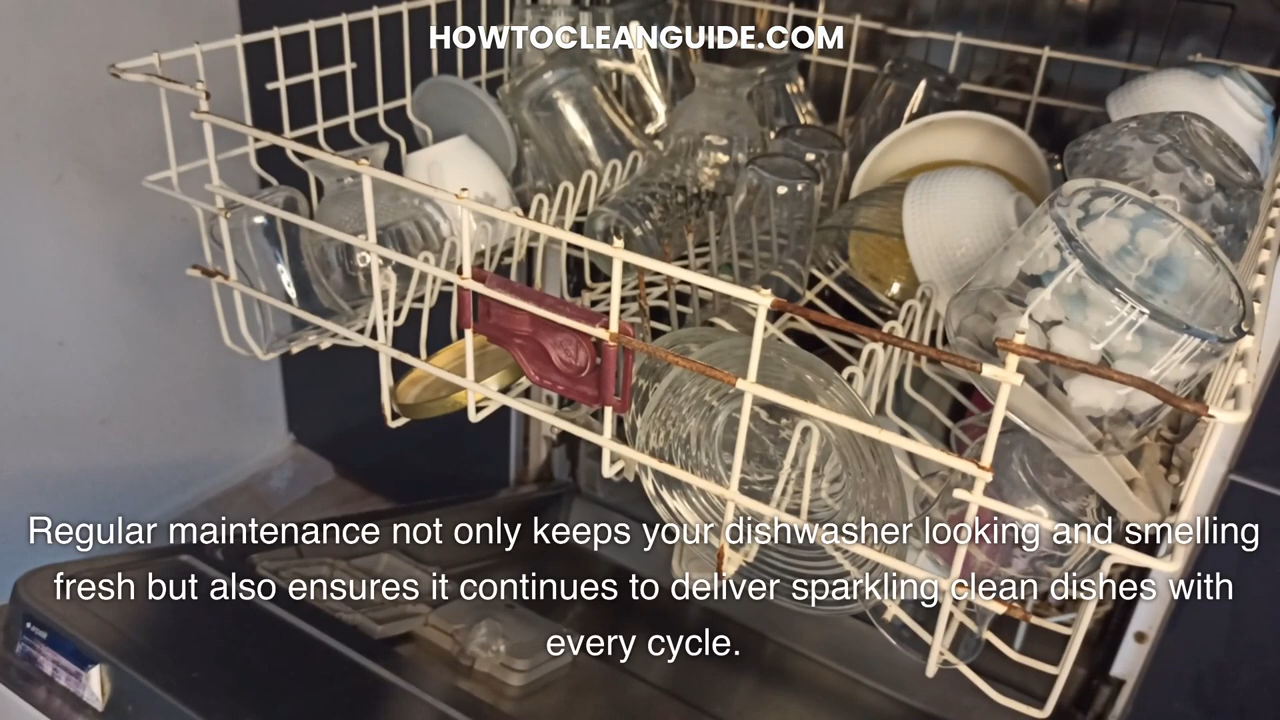 HOWTOCLEANGUIDE.COM
Regular maintenance not only keeps your dishwasher looking and smelling
fresh but also ensures it continues to deliver sparkling clean dishes with
every cycle.